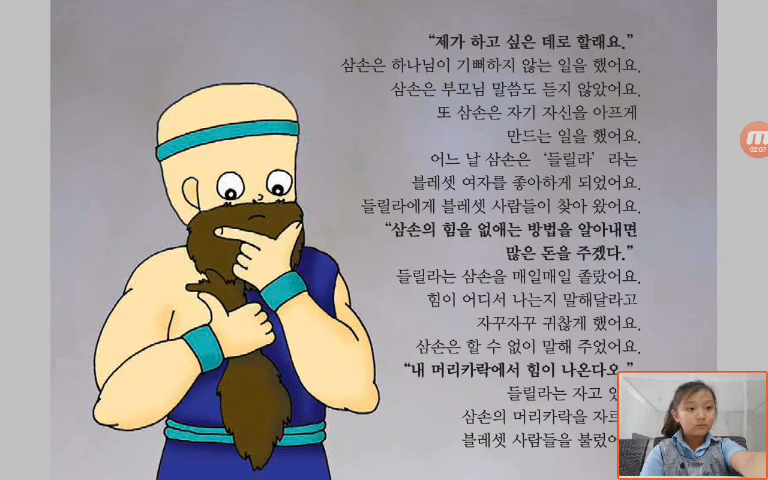 “제가 하고 싶은 데로 할래요.”
삼손은 하나님이 기뻐하지 않는 일을 했어요.
삼손은 부모님 말씀도 듣지 않았어요.
또 삼손은 자기 자신을 아프게
만드는 일을 했어요.
어느 날 삼손은 ‘들릴라’ 라는
블레셋 여자를 좋아하게 되었어요.
들릴라에게 블레셋 사람들이 찾아 왔어요.
“삼손의 힘을 없애는 방법을 알아내면
많은 돈을 주겠다.”
들릴라는 삼손을 매일매일 졸랐어요.
힘이 어디서 나는지 말해달라고
자꾸자꾸 귀찮게 했어요.
삼손은 할 수 없이 말해 주었어요.
“내 머리카락에서 힘이 나온다오.”
들릴라는 자고
삼손의 머리카락을
블레셋 사람들을
02:07